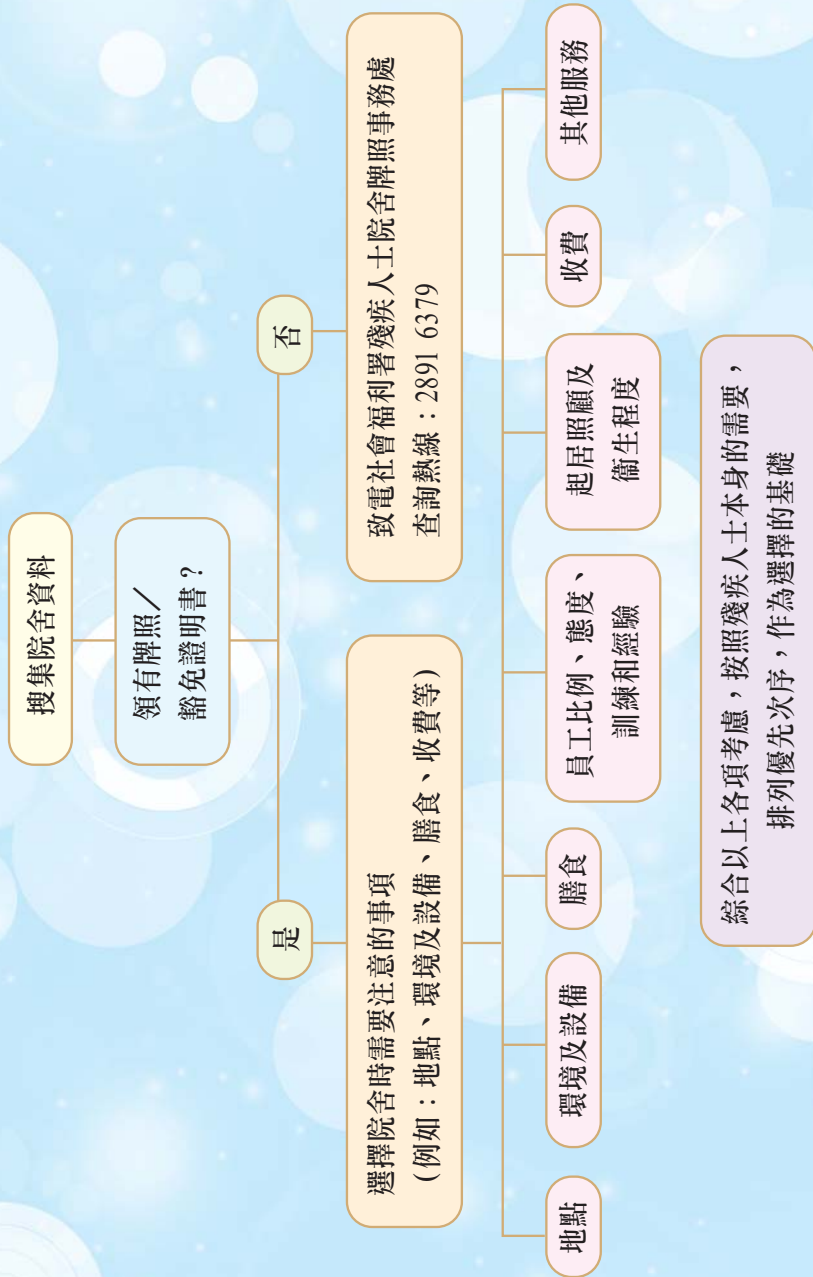 搜集院舍資料
領有牌照／
豁免證明書？
是
否
選擇院舍時需要注意的事項
(例如：地點、環境及設備、膳食、收費等)
致電社會福利署殘疾人士院舍牌照事務處
查詢熱線：2891 6379
地點
環境及設備
膳食
員工比例、態度、
訓練和經驗
起居照顧及
衞生程度
收費
其他服務
綜合以上各項考慮，按照殘疾人士本身的需要，
排列優先次序，作為選擇的基礎